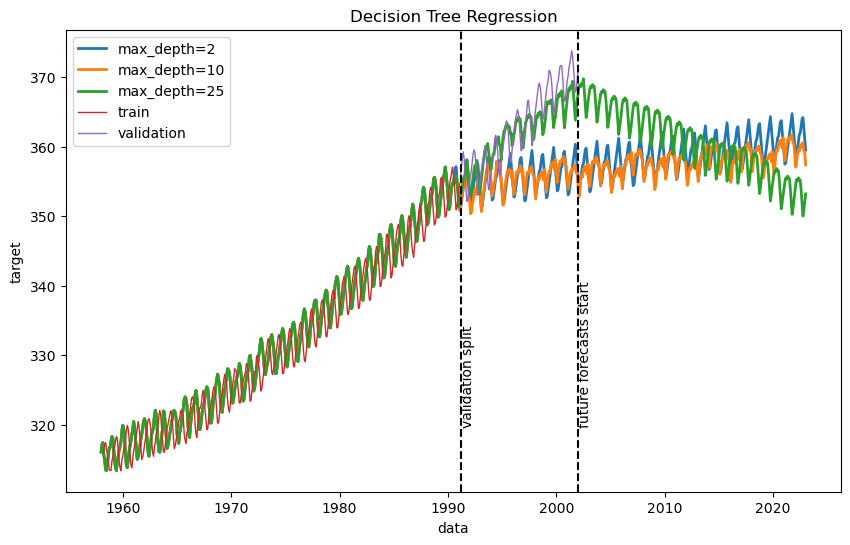 Decision Tree Regression
max_depth=2
max_depth=10
max_depth=25
train
validation
target
370
360
350
340
330
320
validation split
future forecasts start
1960
1970
1980
1990
2000
2010
2020
data